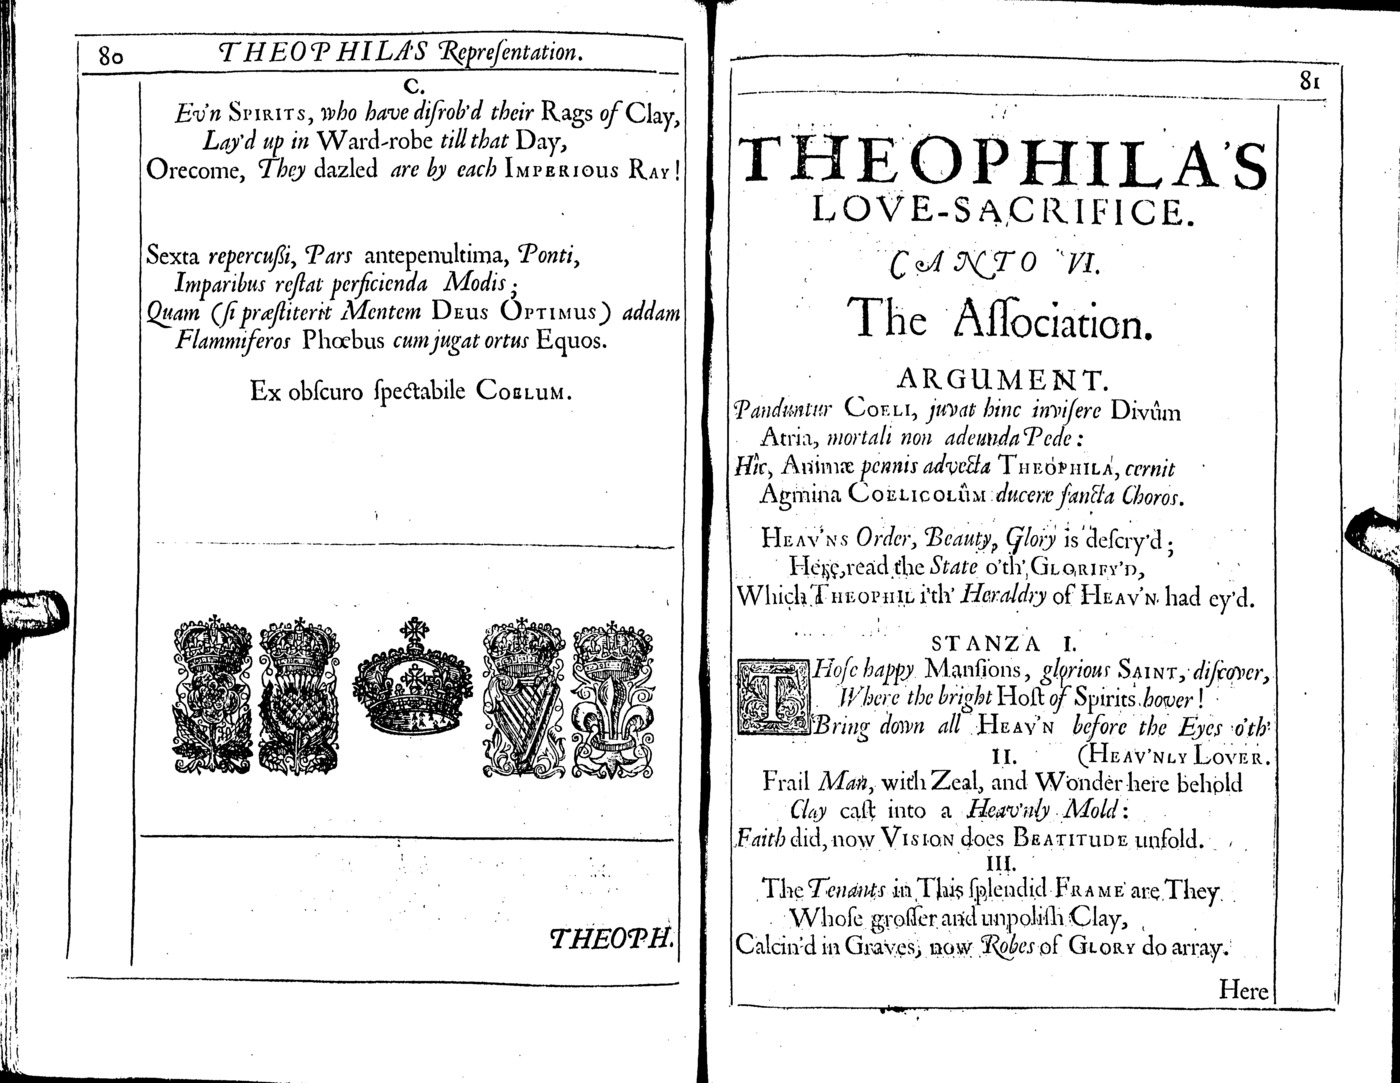 80 THEOPHILA'S Repreſentation.
C.
Ev'n SPIRITS, who have diſrob'd their Rags of Clay,
Lay'd up in Ward-robe till that Day,
Orecome, They dazled are by each IMPERIOUS RAY!
Sexta repercuſſi, Pars antepenultima, Ponti,
Imparibus reſtat perficienda Modis;
Quam (ſi præſtiterit Mentem DEUS OPTIMUS) addam
Flammiferos Phœbus cum jugat ortus Equos.
Ex obſcuro ſpectabile COELUM.
THEOPH.
81
THEOPHILA'S
LOVE-SACRIFICE.
CANTO VI.
The Aſſociation.
ARGUMENT.
Panduntur COELI, juvat hinc inviſere Divûm
Atria, mortali non adeunda Pede:
Hîc, Animæ pennis advecta THEOPHILA, cernit
Agmina COELICOLÛM ducere ſancta Choros.
HEAV'NS Order, Beauty, Glory is deſcry'd;
Here, read the State o'th' GLORIFY'D,
Which THEOPHIL i'th' Heraldry of HEAV'N had ey'd.
STANZA I.
THoſe happy Manſions, glorious SAINT, diſcover,
Where the bright Hoſt of Spirits hover!
Bring down all HEAV'N before the Eyes o'th'
II. (HEAV'NLY LOVER.
Frail Man, with Zeal, and Wonder here behold
Clay caſt into a Heav'nly Mold:
Faith did, now VISION does BEATITUDE unfold.
III.
The Tenants in This ſplendid FRAME are They
Whoſe groſſer and unpoliſh Clay,
Calcin'd in Graves, now Robes of GLORY do array.
Here